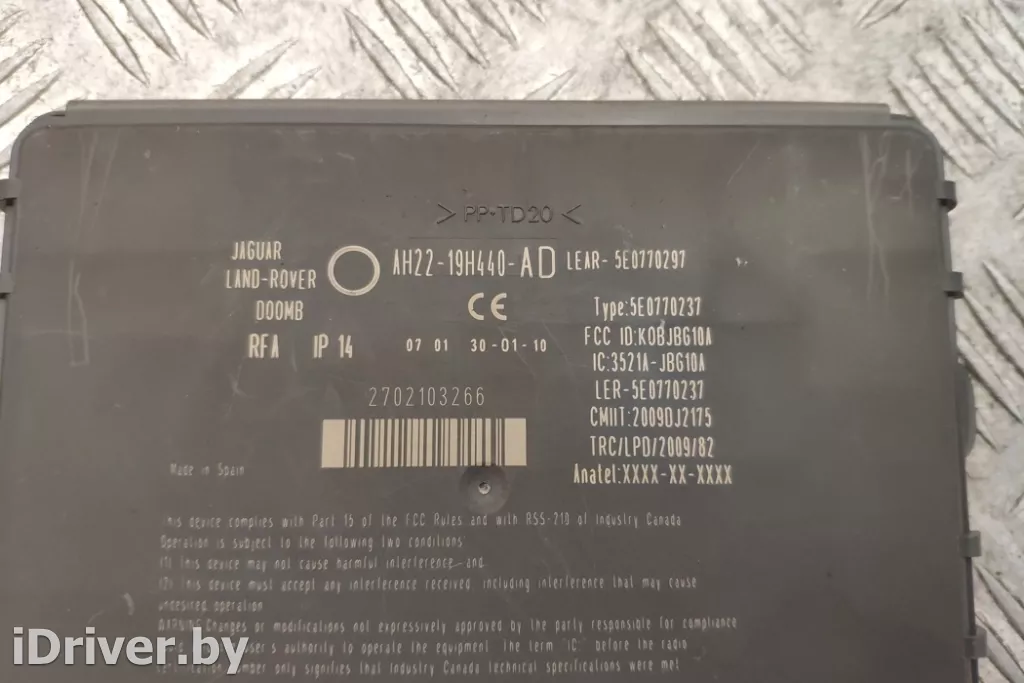 > PP-TD20 <
JAGUAR
LAND-ROVER
DOOMB
AH22-19H440-AD LEAR- 5E0770297
CE
RFA IP 14
07 01 30-01-10
2702103266
Type:5E0770237
FCC ID:KOBJBG10A
IC:3521A-JBG10A
LER-5E0770237
CMIIT:2009DJ2175
TRC/LPD/2009/82
Anatel:XXXX-XX-XXXX
Made in Spain
This device complies with Part 15 of the FCC Rules and with RSS-210 of Industry Canada
Operation is subject to the following two conditions
(1) This device may not cause harmful interference and
(2) This device must accept any interference received, including interference that may cause
undesired operation
WARNING Changes or modifications not expressively approved by the party responsible for compliance
user's authority to operate the equipment. The term "IC" before the radio
number only signifies that Industry Canada technical specifications were met
iDriver.by